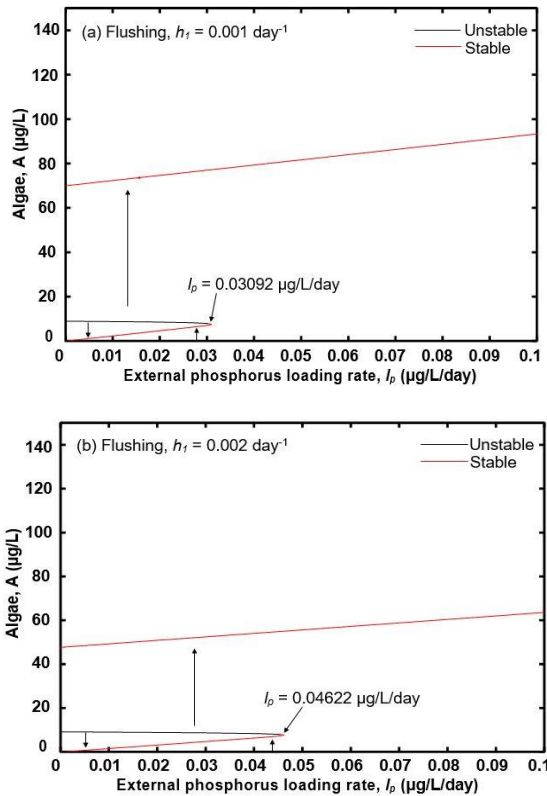 (a) Flushing, h₁ = 0.001 day⁻¹
Unstable
Stable
140
120
100
80
60
40
20
0
Algae, A (µg/L)
lₚ = 0.03092 µg/L/day
0 0.01 0.02 0.03 0.04 0.05 0.06 0.07 0.08 0.09 0.1
External phosphorus loading rate, lₚ (µg/L/day)
(b) Flushing, h₁ = 0.002 day⁻¹
Unstable
Stable
140
120
100
80
60
40
20
0
Algae, A (µg/L)
lₚ = 0.04622 µg/L/day
0 0.01 0.02 0.03 0.04 0.05 0.06 0.07 0.08 0.09 0.1
External phosphorus loading rate, lₚ (µg/L/day)